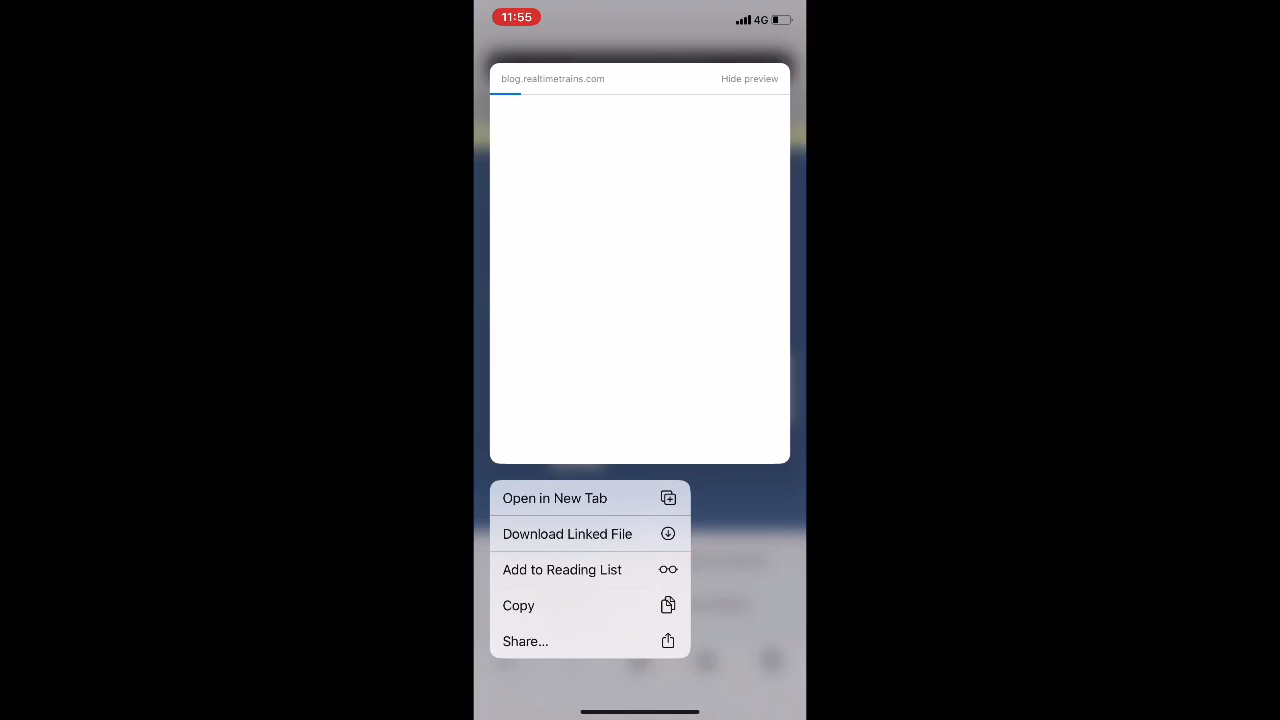 11:55
4G
blog.realtimetrains.com
Hide preview
Open in New Tab
Download Linked File
Add to Reading List
Copy
Share...